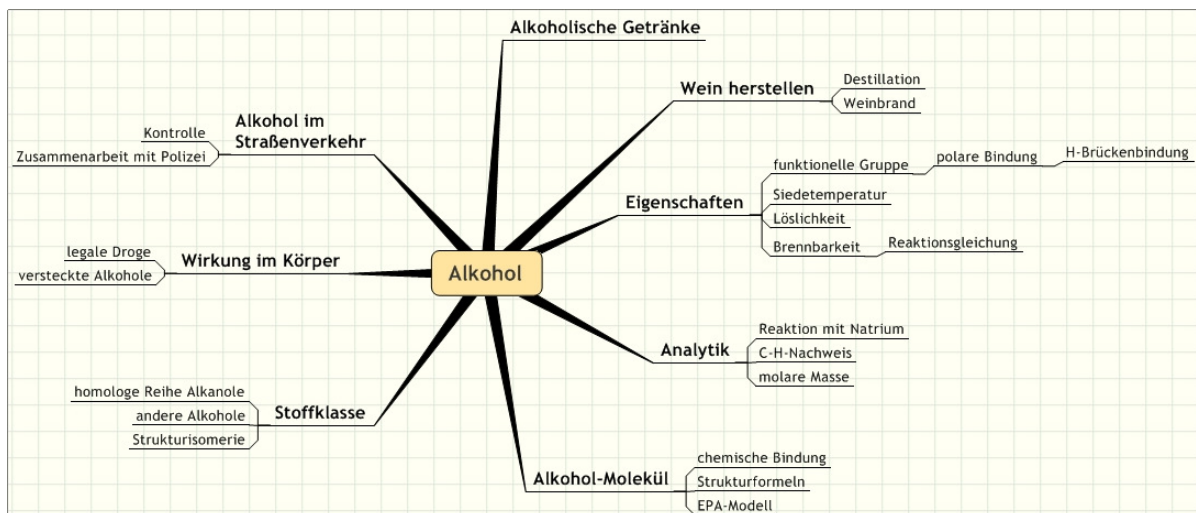 Alkoholische Getränke
Wein herstellen
Destillation
Weinbrand
Alkohol im
Straßenverkehr
Kontrolle
Zusammenarbeit mit Polizei
Eigenschaften
funktionelle Gruppe
polare Bindung
H-Brückenbindung
Siedetemperatur
Löslichkeit
Brennbarkeit
Reaktionsgleichung
Wirkung im Körper
legale Droge
versteckte Alkohole
Alkohol
Analytik
Reaktion mit Natrium
C-H-Nachweis
molare Masse
Stoffklasse
homologe Reihe Alkanole
andere Alkohole
Strukturisomerie
Alkohol-Molekül
chemische Bindung
Strukturformeln
EPA-Modell